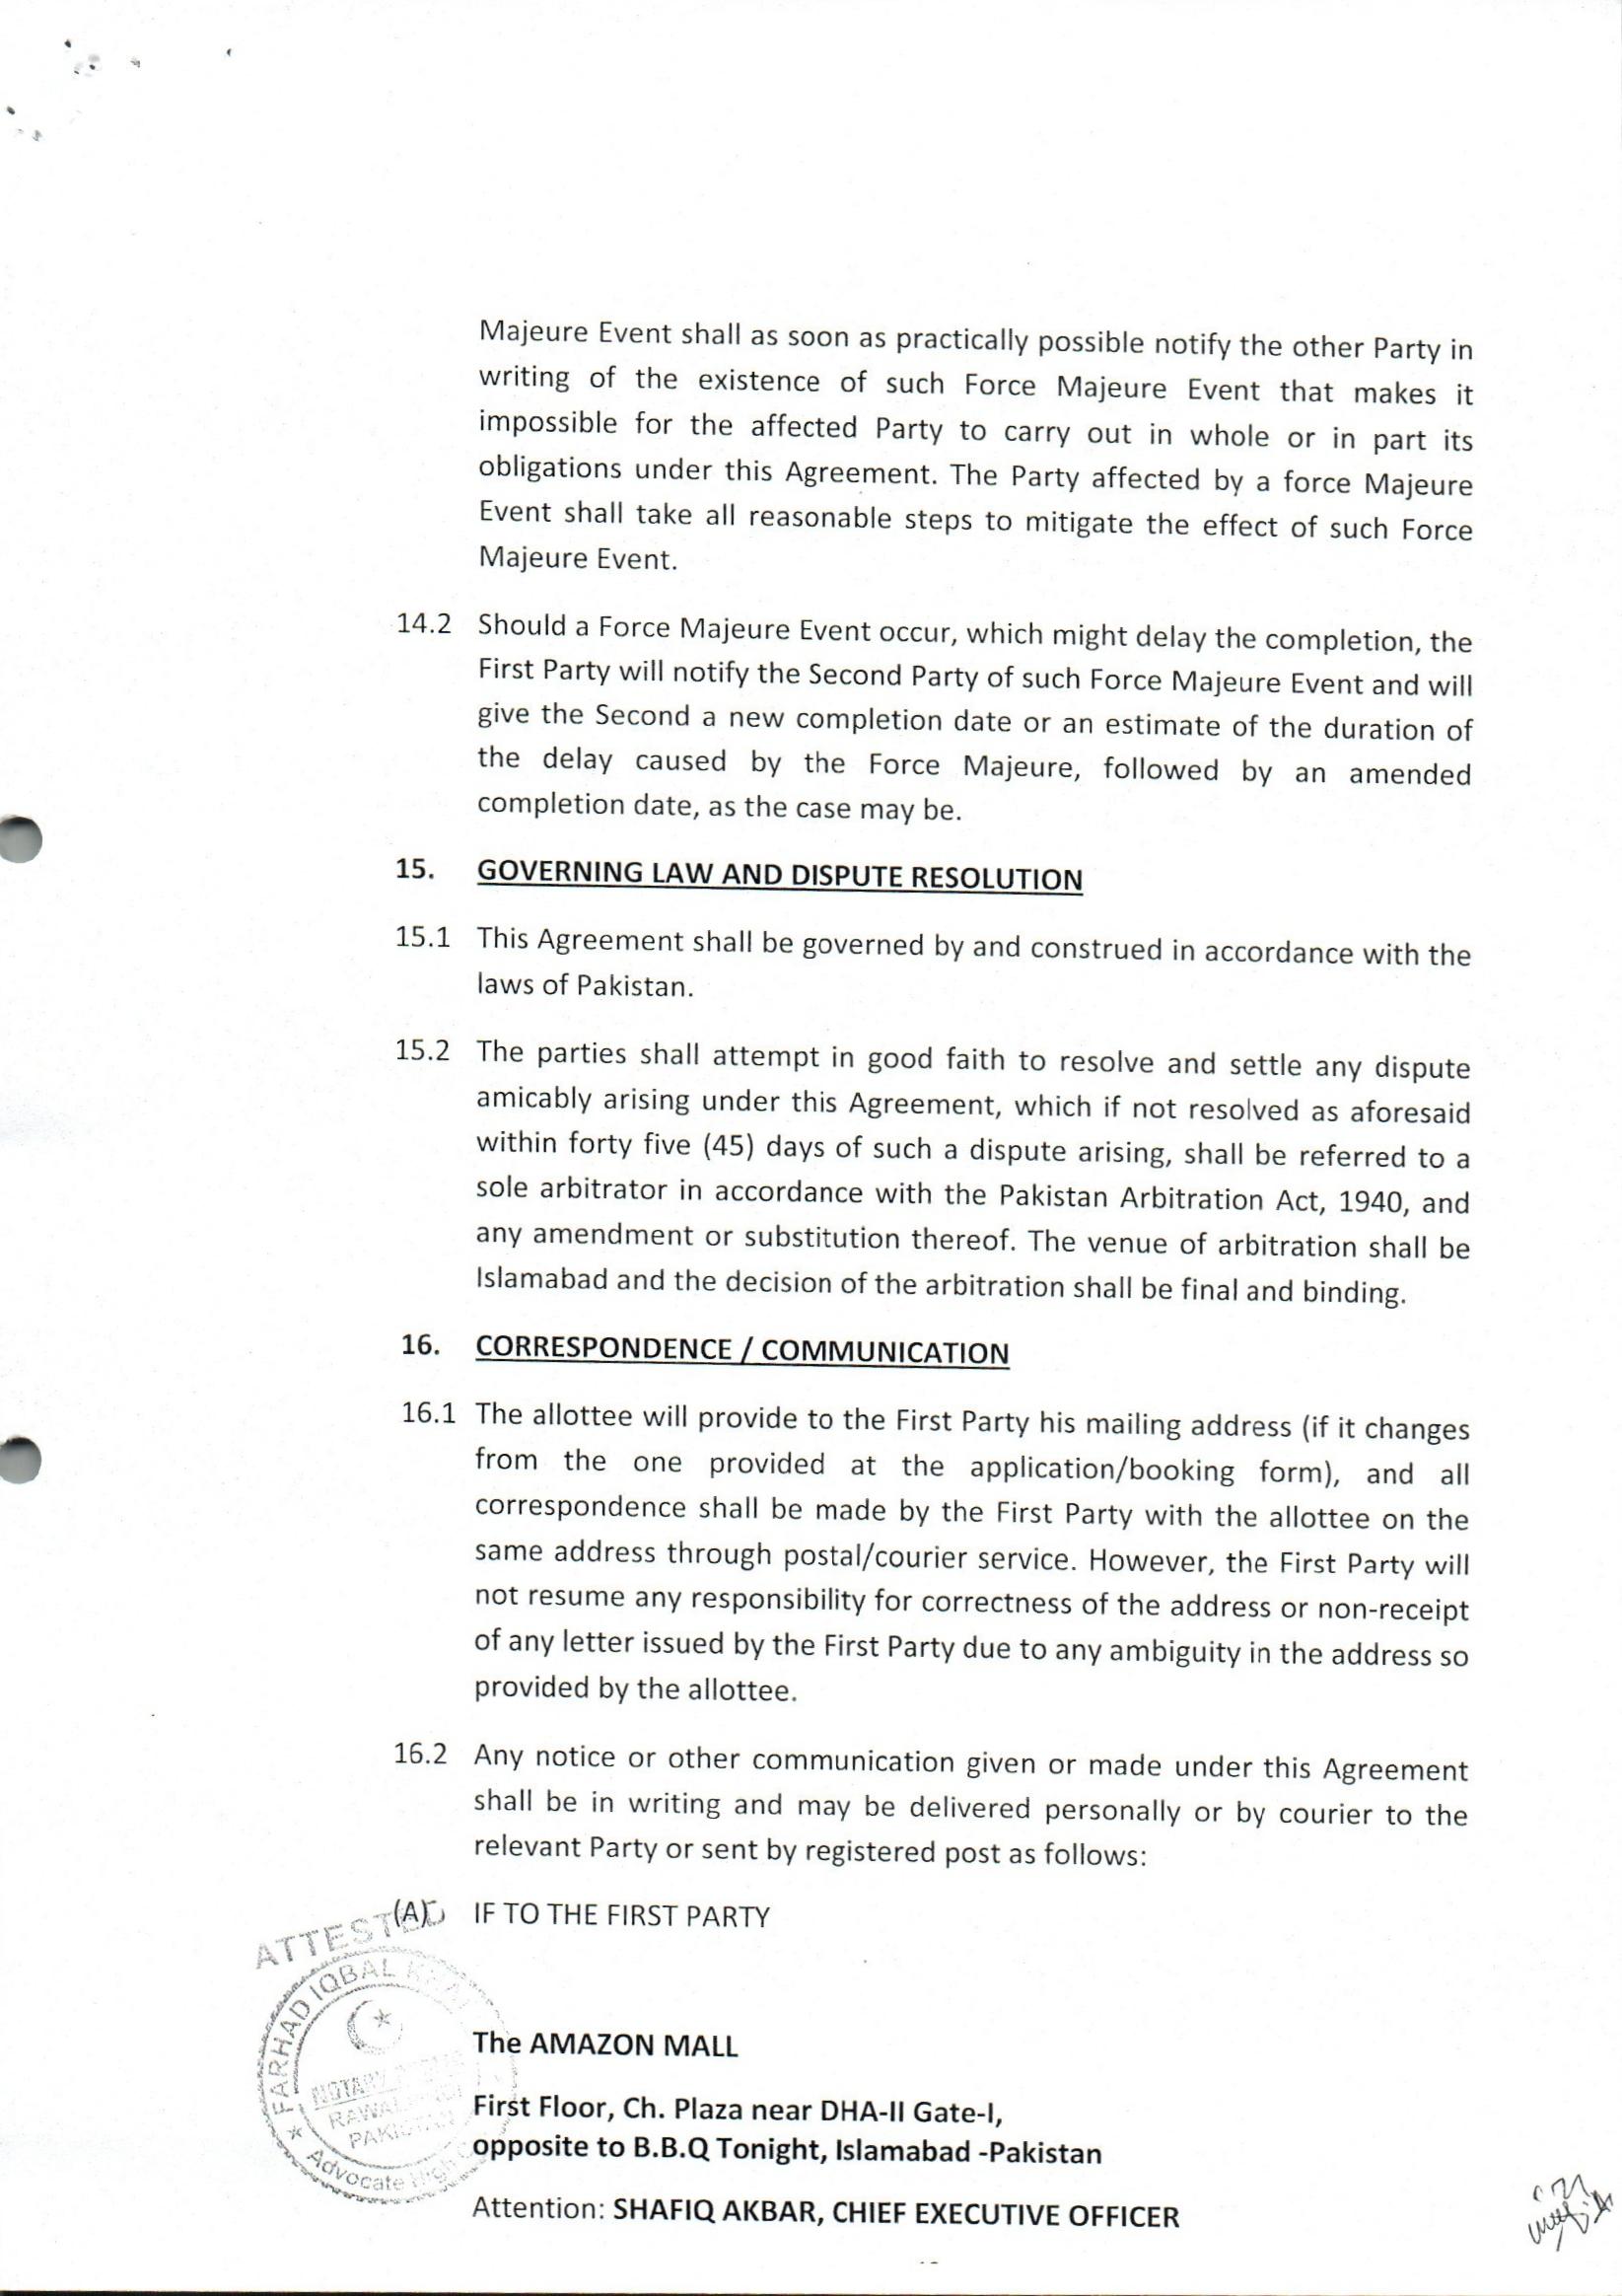 Majeure Event shall as soon as practically possible notify the other Party in
writing of the existence of such Force Majeure Event that makes it
impossible for the affected Party to carry out in whole or in part its
obligations under this Agreement. The Party affected by a force Majeure
Event shall take all reasonable steps to mitigate the effect of such Force
Majeure Event.
14.2 Should a Force Majeure Event occur, which might delay the completion, the
First Party will notify the Second Party of such Force Majeure Event and will
give the Second a new completion date or an estimate of the duration of
the delay caused by the Force Majeure, followed by an amended
completion date, as the case may be.
15. GOVERNING LAW AND DISPUTE RESOLUTION
15.1 This Agreement shall be governed by and construed in accordance with the
laws of Pakistan.
15.2 The parties shall attempt in good faith to resolve and settle any dispute
amicably arising under this Agreement, which if not resolved as aforesaid
within forty five (45) days of such a dispute arising, shall be referred to a
sole arbitrator in accordance with the Pakistan Arbitration Act, 1940, and
any amendment or substitution thereof. The venue of arbitration shall be
Islamabad and the decision of the arbitration shall be final and binding.
16. CORRESPONDENCE / COMMUNICATION
16.1 The allottee will provide to the First Party his mailing address (if it changes
from the one provided at the application/booking form), and all
correspondence shall be made by the First Party with the allottee on the
same address through postal/courier service. However, the First Party will
not resume any responsibility for correctness of the address or non-receipt
of any letter issued by the First Party due to any ambiguity in the address so
provided by the allottee.
16.2 Any notice or other communication given or made under this Agreement
shall be in writing and may be delivered personally or by courier to the
relevant Party or sent by registered post as follows:
(A) IF TO THE FIRST PARTY
ATTESTED
FARHAD IQBAL
NOTARY
PAKISTAN
Advocate High
The AMAZON MALL
First Floor, Ch. Plaza near DHA-II Gate-I,
opposite to B.B.Q Tonight, Islamabad -Pakistan
Attention: SHAFIQ AKBAR, CHIEF EXECUTIVE OFFICER